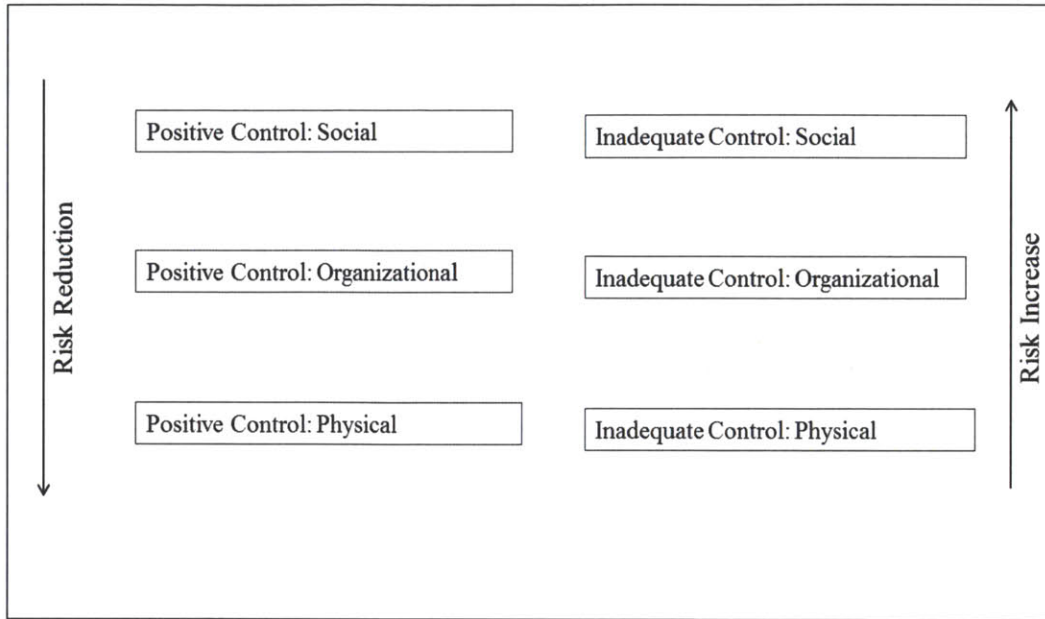 Positive Control: Social
Inadequate Control: Social
Risk Reduction
Positive Control: Organizational
Inadequate Control: Organizational
Risk Increase
Positive Control: Physical
Inadequate Control: Physical